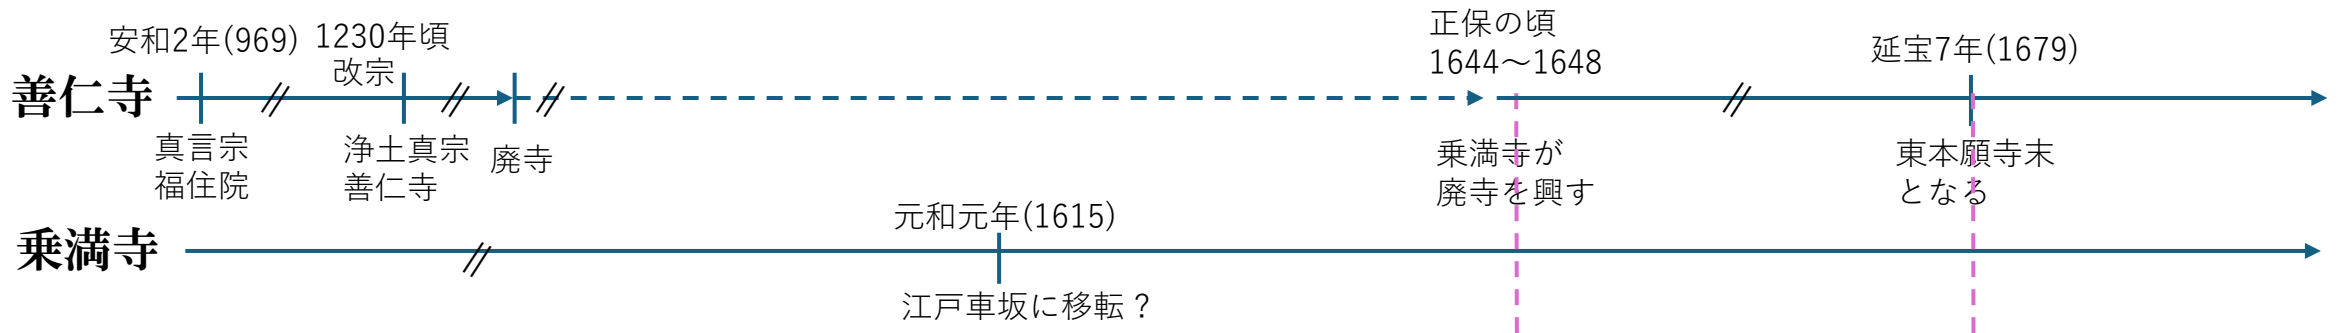 安和2年(969)
1230年頃
改宗
正保の頃
1644～1648
延宝7年(1679)
善仁寺
真言宗
福住院
浄土真宗
善仁寺
廃寺
乗満寺が
廃寺を興す
東本願寺末
となる
元和元年(1615)
乗満寺
江戸車坂に移転？